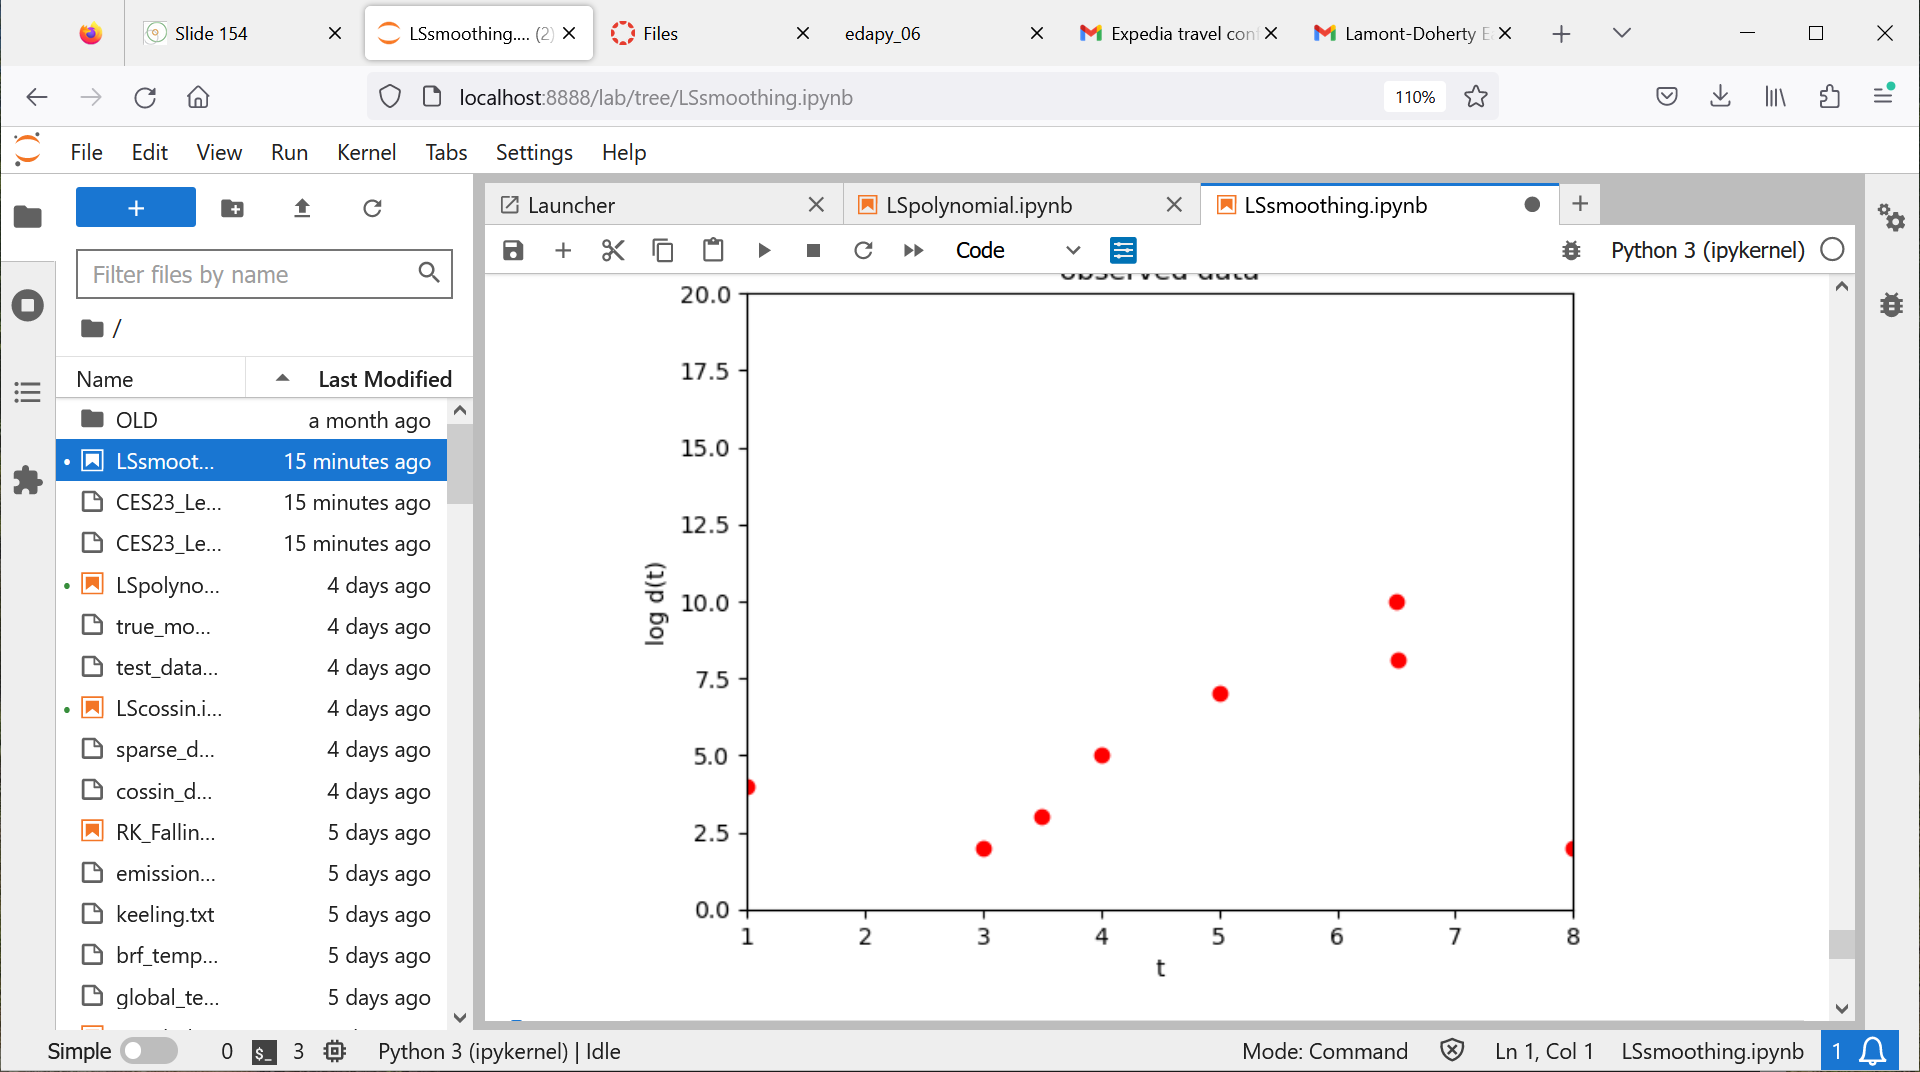 Slide 154
LSsmoothing.... (2)
Files
edapy_06
Expedia travel conf
Lamont-Doherty Ea
localhost:8888/lab/tree/LSsmoothing.ipynb
110%
File Edit View Run Kernel Tabs Settings Help
Launcher
LSpolynomial.ipynb
LSsmoothing.ipynb
Code
Python 3 (ipykernel)
Filter files by name
/
Name Last Modified
OLD a month ago
LSsmoot... 15 minutes ago
CES23_Le... 15 minutes ago
CES23_Le... 15 minutes ago
LSpolyno... 4 days ago
true_mo... 4 days ago
test_data... 4 days ago
LScossin.i... 4 days ago
sparse_d... 4 days ago
cossin_d... 4 days ago
RK_Fallin... 5 days ago
emission... 5 days ago
keeling.txt 5 days ago
brf_temp... 5 days ago
global_te... 5 days ago
observed data
20.0
17.5
15.0
12.5
10.0
7.5
5.0
2.5
0.0
log d(t)
1 2 3 4 5 6 7 8
t
Simple 0 $_ 3 Python 3 (ipykernel) | Idle
Mode: Command Ln 1, Col 1 LSsmoothing.ipynb 1